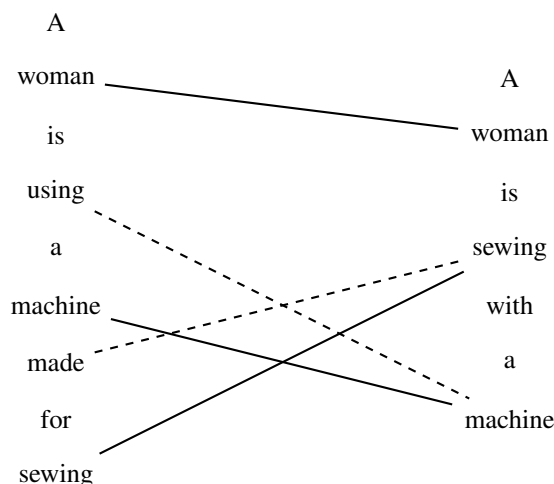 A
woman
is
using
a
machine
made
for
sewing
A
woman
is
sewing
with
a
machine